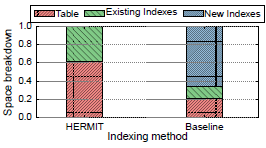 Table Existing Indexes New Indexes
1.0
0.8
0.6
0.4
0.2
0.0
Space breakdown
HERMIT Baseline
Indexing method